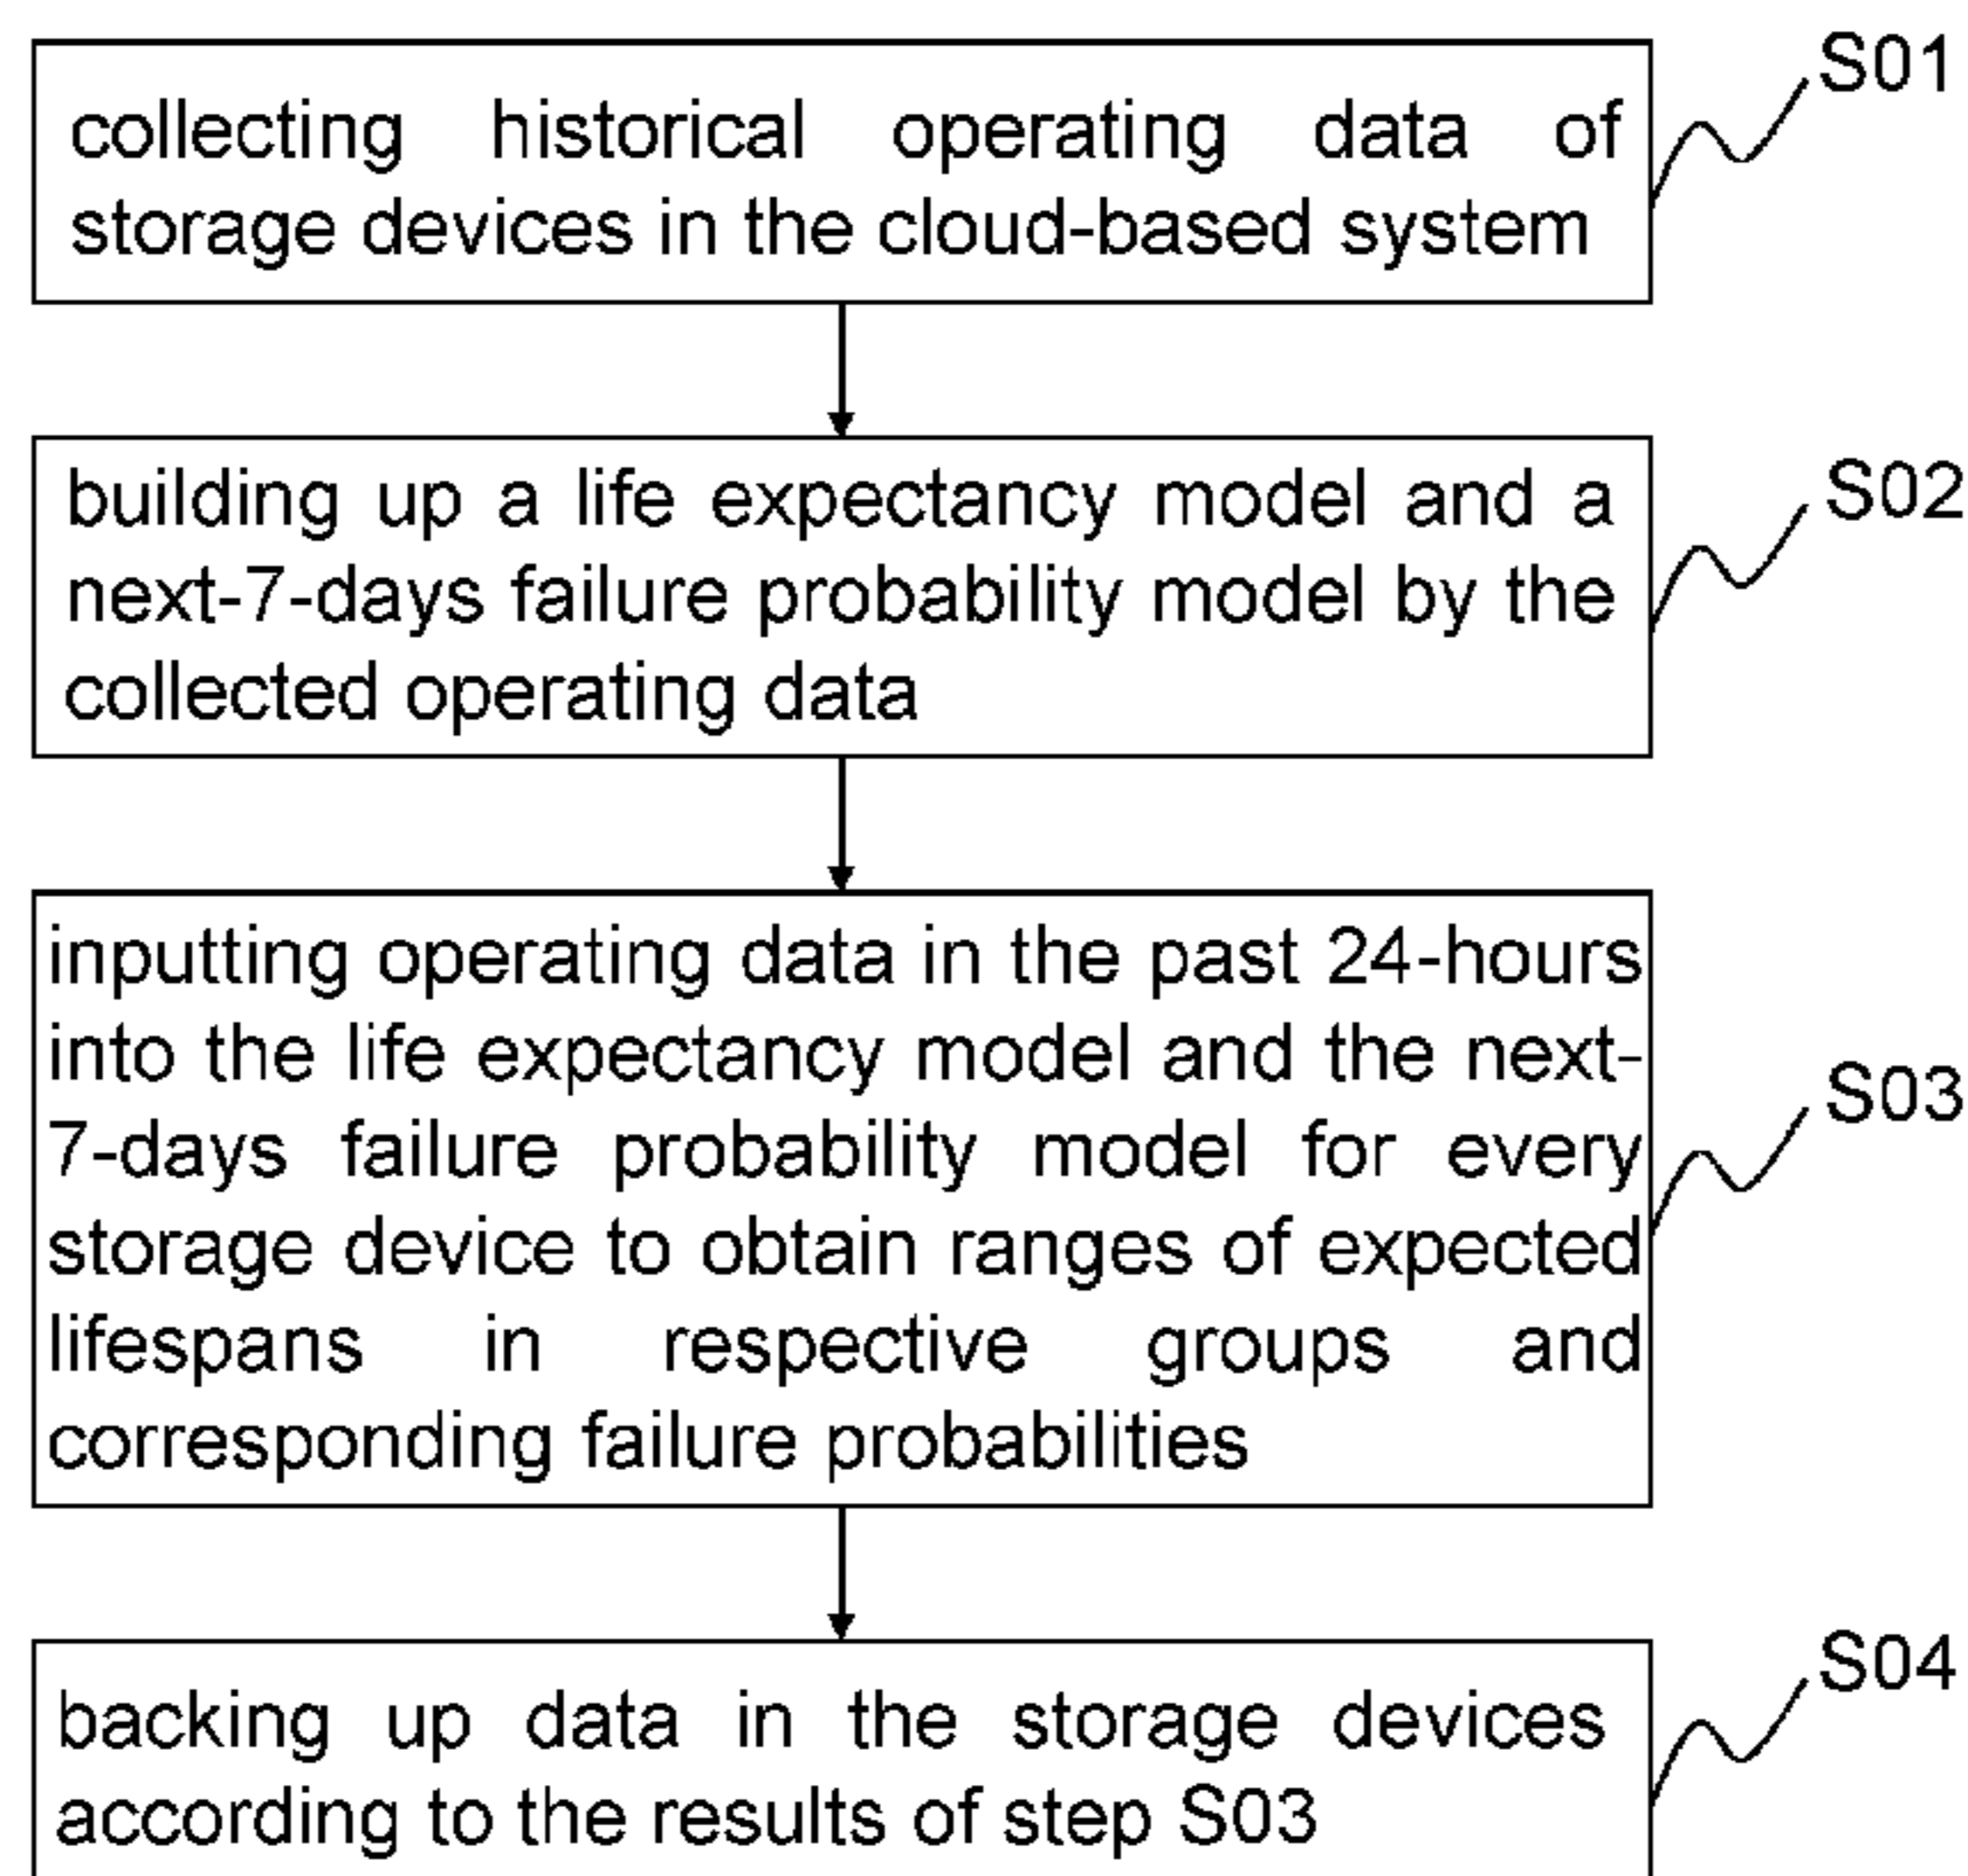 S01
collecting historical operating data of
storage devices in the cloud-based system
S02
building up a life expectancy model and a
next-7-days failure probability model by the
collected operating data
S03
inputting operating data in the past 24-hours
into the life expectancy model and the next-
7-days failure probability model for every
storage device to obtain ranges of expected
lifespans in respective groups and
corresponding failure probabilities
S04
backing up data in the storage devices
according to the results of step S03